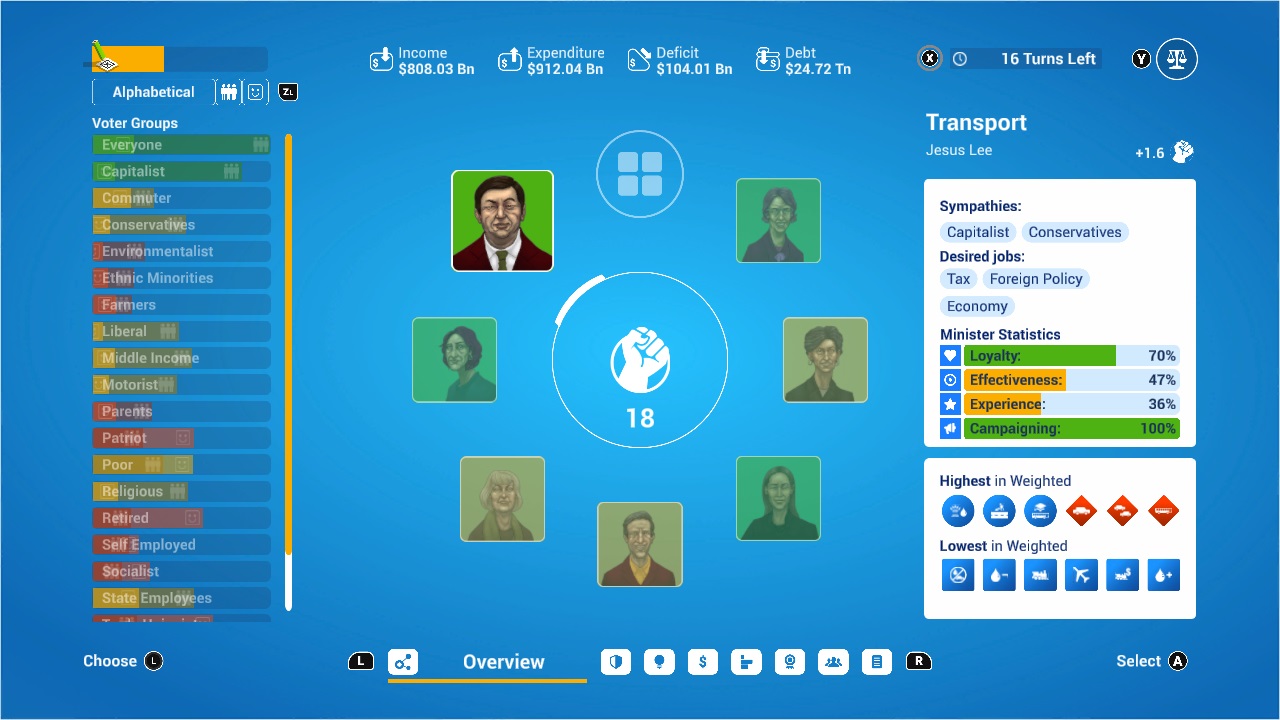 Income
$808.03 Bn
Expenditure
$912.04 Bn
Deficit
$104.01 Bn
Debt
$24.72 Tn
X
16 Turns Left
Y
Alphabetical
ZL
Voter Groups
Everyone
Capitalist
Commuter
Conservatives
Environmentalist
Ethnic Minorities
Farmers
Liberal
Middle Income
Motorist
Parents
Patriot
Poor
Religious
Retired
Self Employed
Socialist
State Employees
18
Transport
Jesus Lee
+1.6
Sympathies:
Capitalist
Conservatives
Desired jobs:
Tax
Foreign Policy
Economy
Minister Statistics
Loyalty: 70%
Effectiveness: 47%
Experience: 36%
Campaigning: 100%
Highest in Weighted
Lowest in Weighted
Choose L
L
Overview
R
Select A